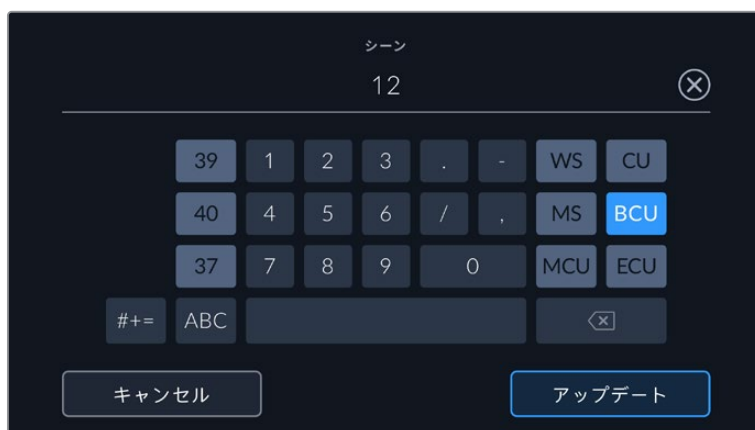 シーン
12
39 1 2 3 . - WS CU
40 4 5 6 / , MS BCU
37 7 8 9 0 MCU ECU
#+= ABC
キャンセル アップデート